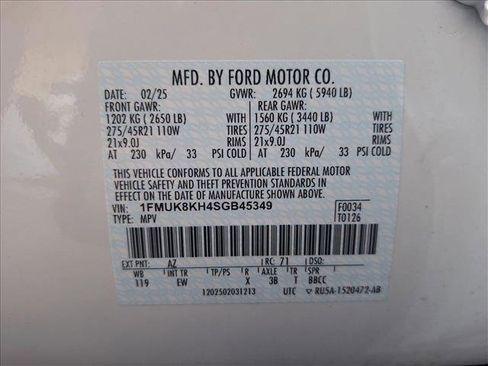 MFD. BY FORD MOTOR CO.
DATE: 02/25 GVWR: 2694 KG ( 5940 LB)
FRONT GAWR: REAR GAWR:
1202 KG ( 2650 LB) WITH 1560 KG ( 3440 LB) WITH
275/45R21 110W TIRES 275/45R21 110W TIRES
21x9.0J RIMS 21x9.0J RIMS
AT 230 kPa/ 33 PSI COLD AT 230 kPa/ 33 PSI COLD
THIS VEHICLE CONFORMS TO ALL APPLICABLE FEDERAL MOTOR
VEHICLE SAFETY AND THEFT PREVENTION STANDARDS IN
EFFECT ON THE DATE OF MANUFACTURE SHOWN ABOVE.
VIN: 1FMUK8KH4SGB45349 F0034
TYPE: MPV T0126
EXT PNT: AZ RC: 71 DSO:
WB INT TR TP/PS R AXLE TR SPR
119 EW X 3B T BBCC
1202502031213 UTC ▽ RU5A-1520472-AB